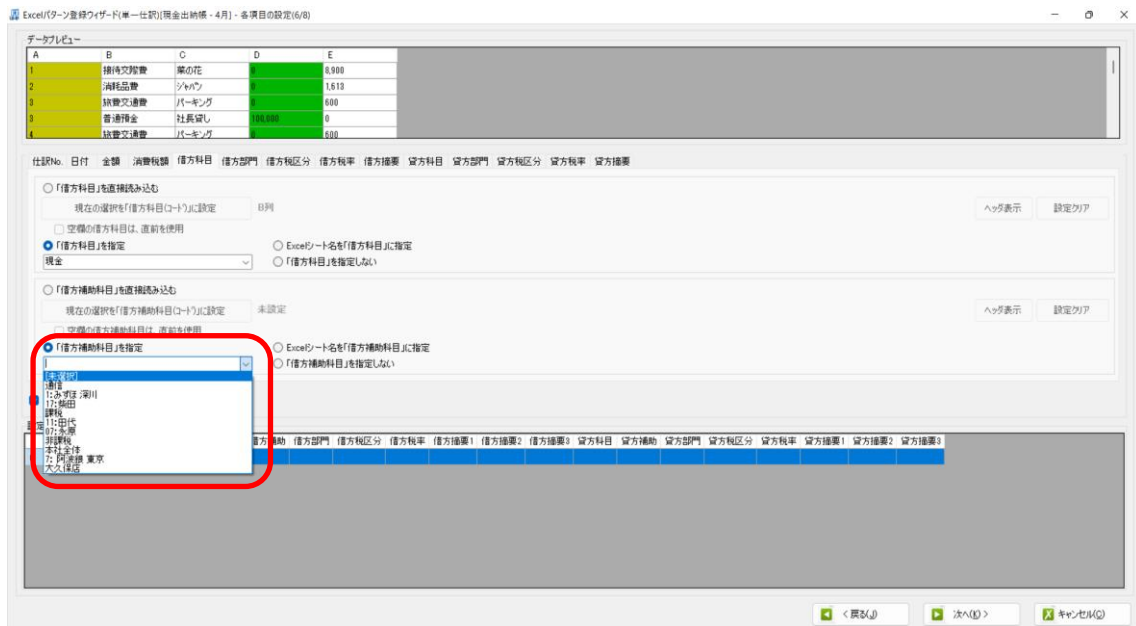 Excelパターン登録ウィザード(単一仕訳)[現金出納帳 - 4月] - 各項目の設定(6/8)
データプレビュー
A B C D E
1 接待交際費 菜の花 0 8,900
2 消耗品費 ジャパン 0 1,613
3 旅費交通費 パーキング 0 600
3 普通預金 社長貸し 100,000 0
4 旅費交通費 パーキング 0 600
仕訳No. 日付 金額 消費税額 借方科目 借方部門 借方税区分 借方税率 借方摘要 貸方科目 貸方部門 貸方税区分 貸方税率 貸方摘要
「借方科目」を直接読み込む
現在の選択を「借方科目(コード)」に設定 B列 ヘッダ表示 設定クリア
空欄の借方科目は、直前を使用
「借方科目」を指定 Excelシート名を「借方科目」に指定
現金 「借方科目」を指定しない
「借方補助科目」を直接読み込む
現在の選択を「借方補助科目(コード)」に設定 未設定 ヘッダ表示 設定クリア
空欄の借方補助科目は、直前を使用
「借方補助科目」を指定 Excelシート名を「借方補助科目」に指定
「借方補助科目」を指定しない
[未選択]
通信
1:みずほ 深川
17:柴田
課税
11:田代
07:永原
非課税
本社全体
7: 阿波銀 東京
大久保店
借方補助 借方部門 借方税区分 借方税率 借方摘要1 借方摘要2 借方摘要3 貸方科目 貸方補助 貸方部門 貸方税区分 貸方税率 貸方摘要1 貸方摘要2 貸方摘要3
< 戻る(J) 次へ(K) > キャンセル(C)